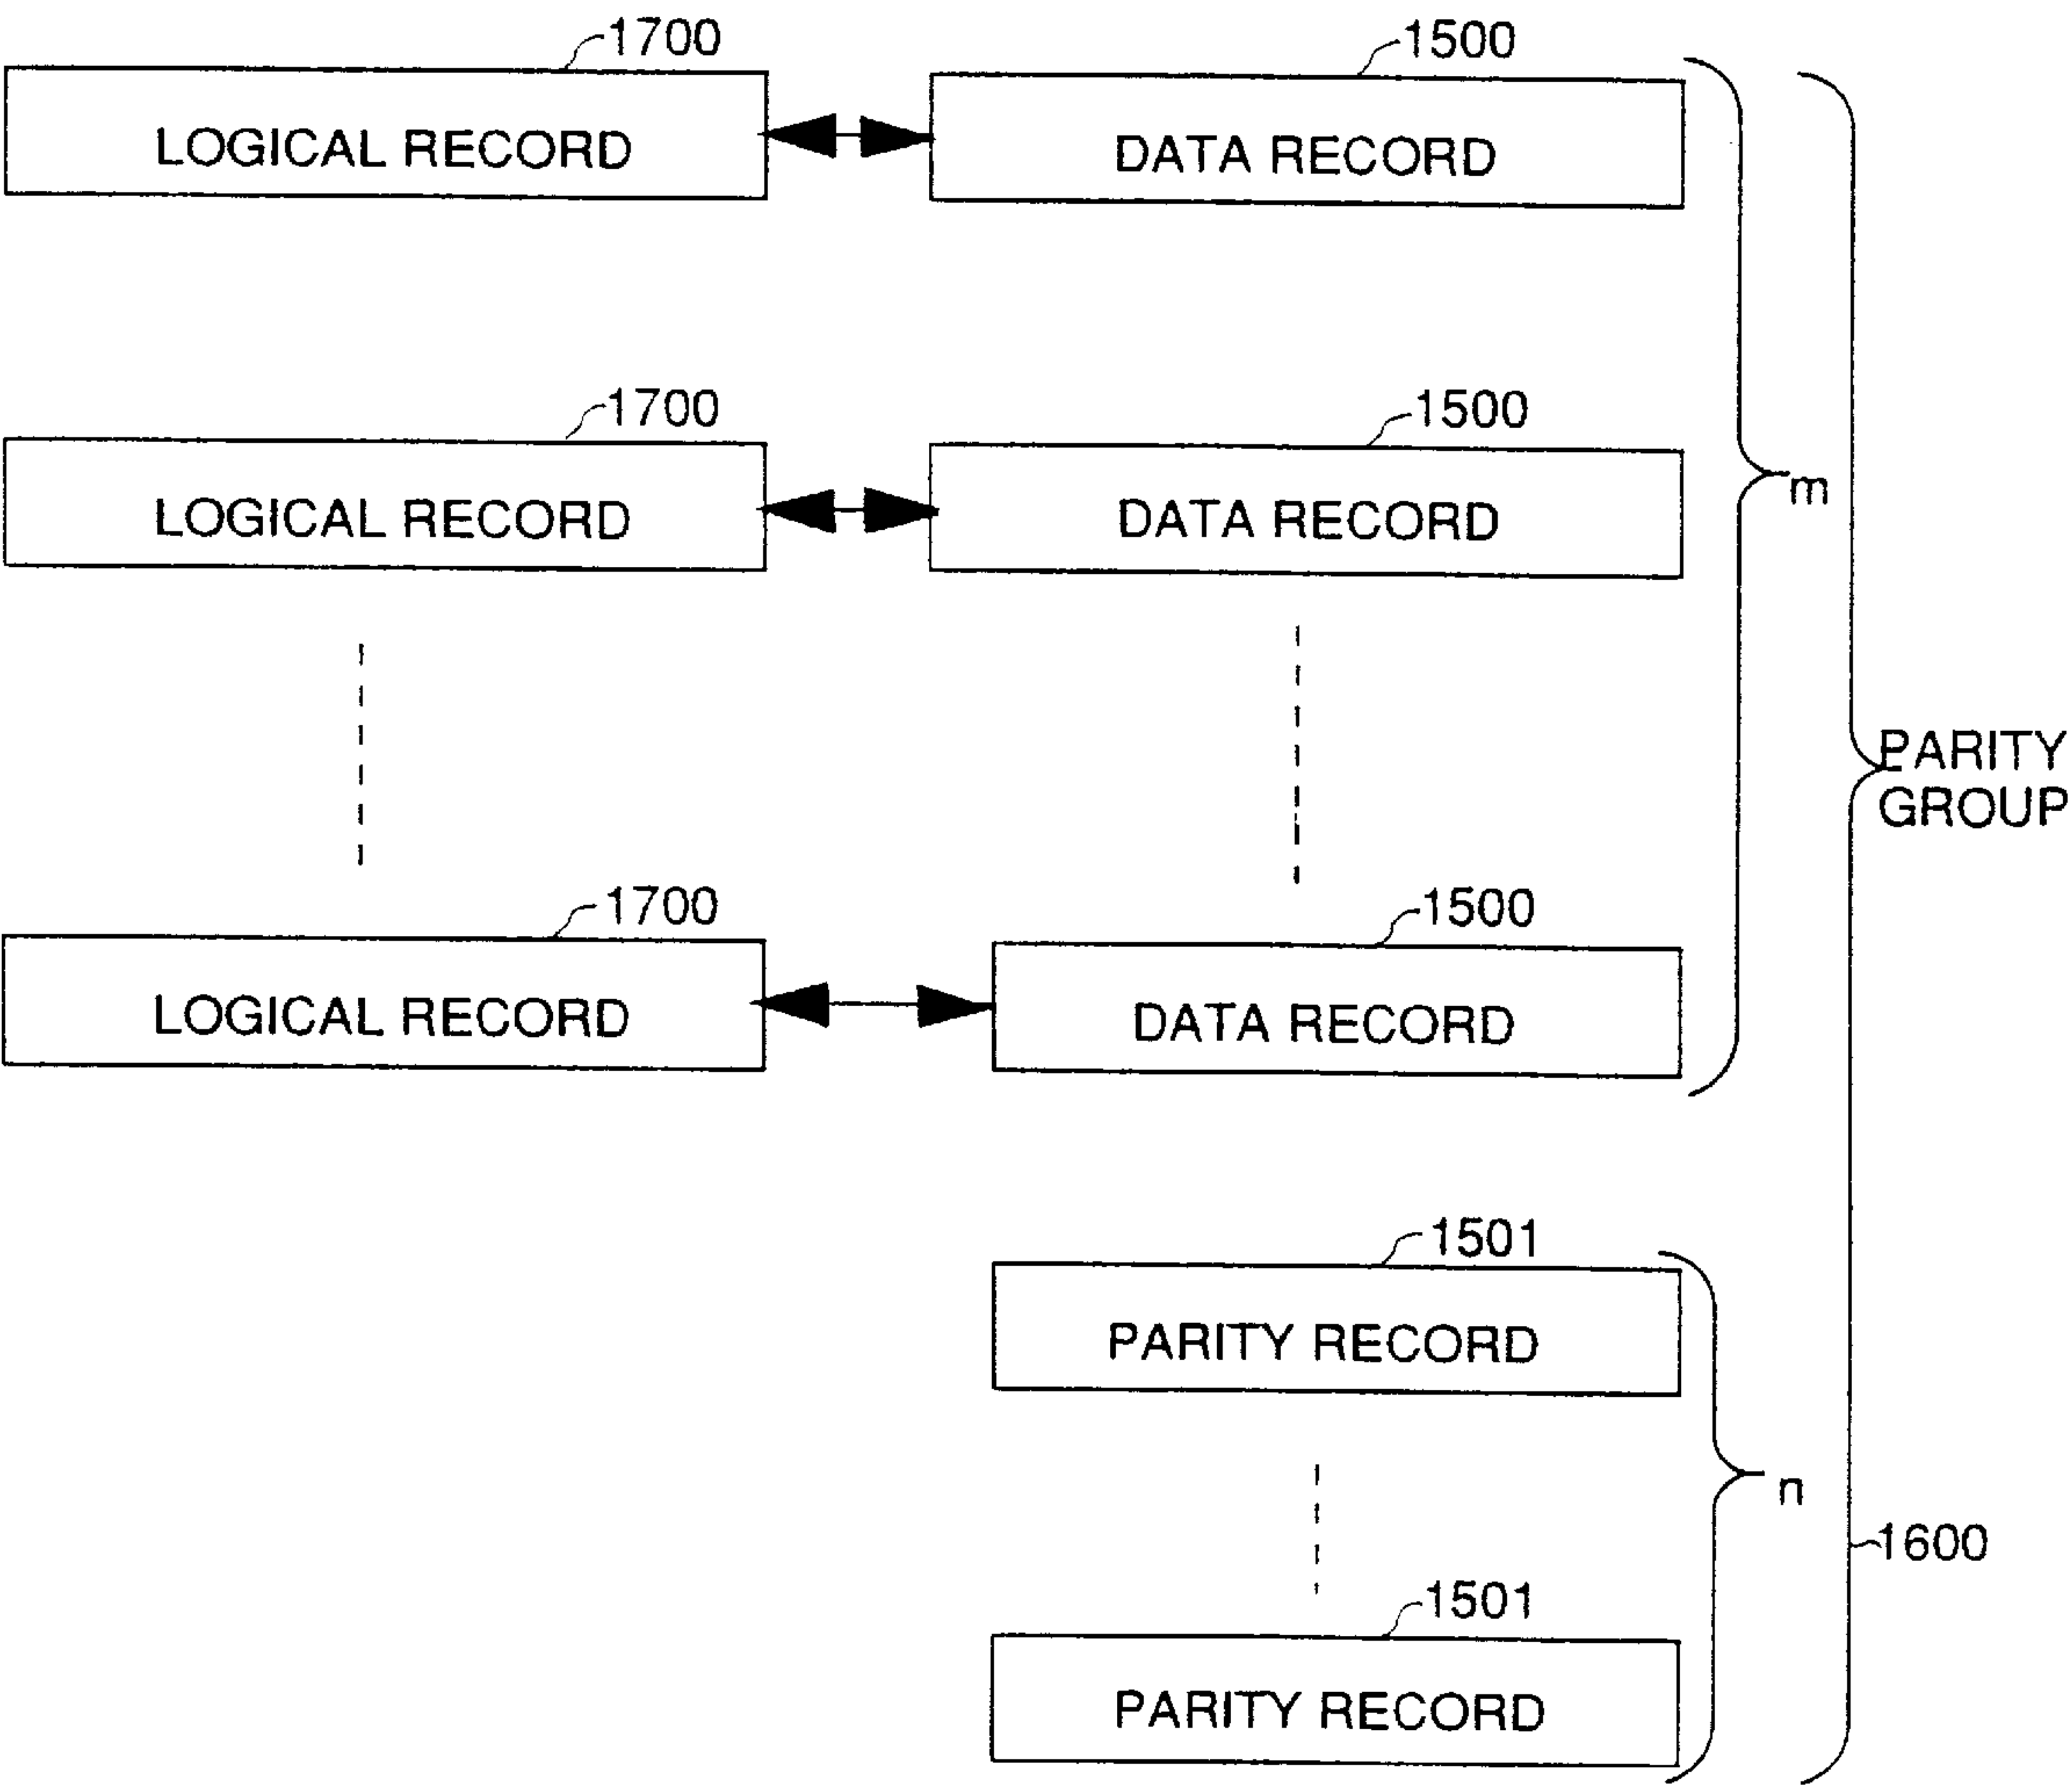 1700
1500
LOGICAL RECORD
DATA RECORD
1700
1500
LOGICAL RECORD
DATA RECORD
m
PARITY
GROUP
1700
1500
LOGICAL RECORD
DATA RECORD
1501
PARITY RECORD
n
1600
1501
PARITY RECORD